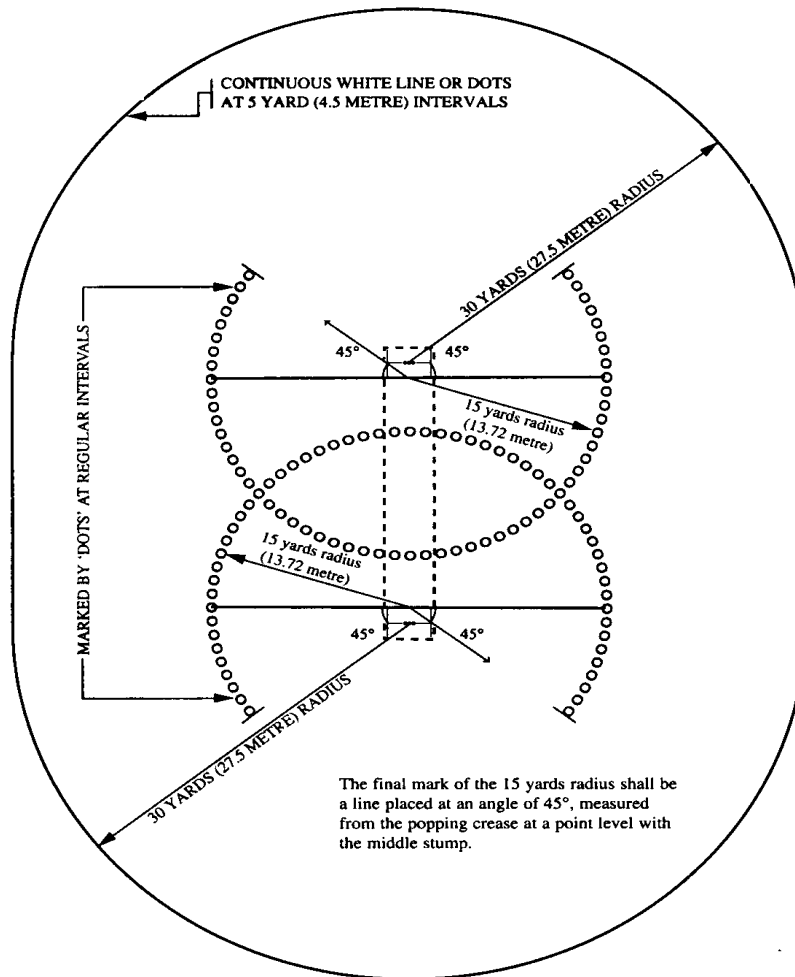 CONTINUOUS WHITE LINE OR DOTS
AT 5 YARD (4.5 METRE) INTERVALS
30 YARDS (27.5 METRE) RADIUS
MARKED BY 'DOTS' AT REGULAR INTERVALS
45°
45°
15 yards radius
(13.72 metre)
15 yards radius
(13.72 metre)
45°
45°
30 YARDS (27.5 METRE) RADIUS
The final mark of the 15 yards radius shall be
a line placed at an angle of 45°, measured
from the popping crease at a point level with
the middle stump.